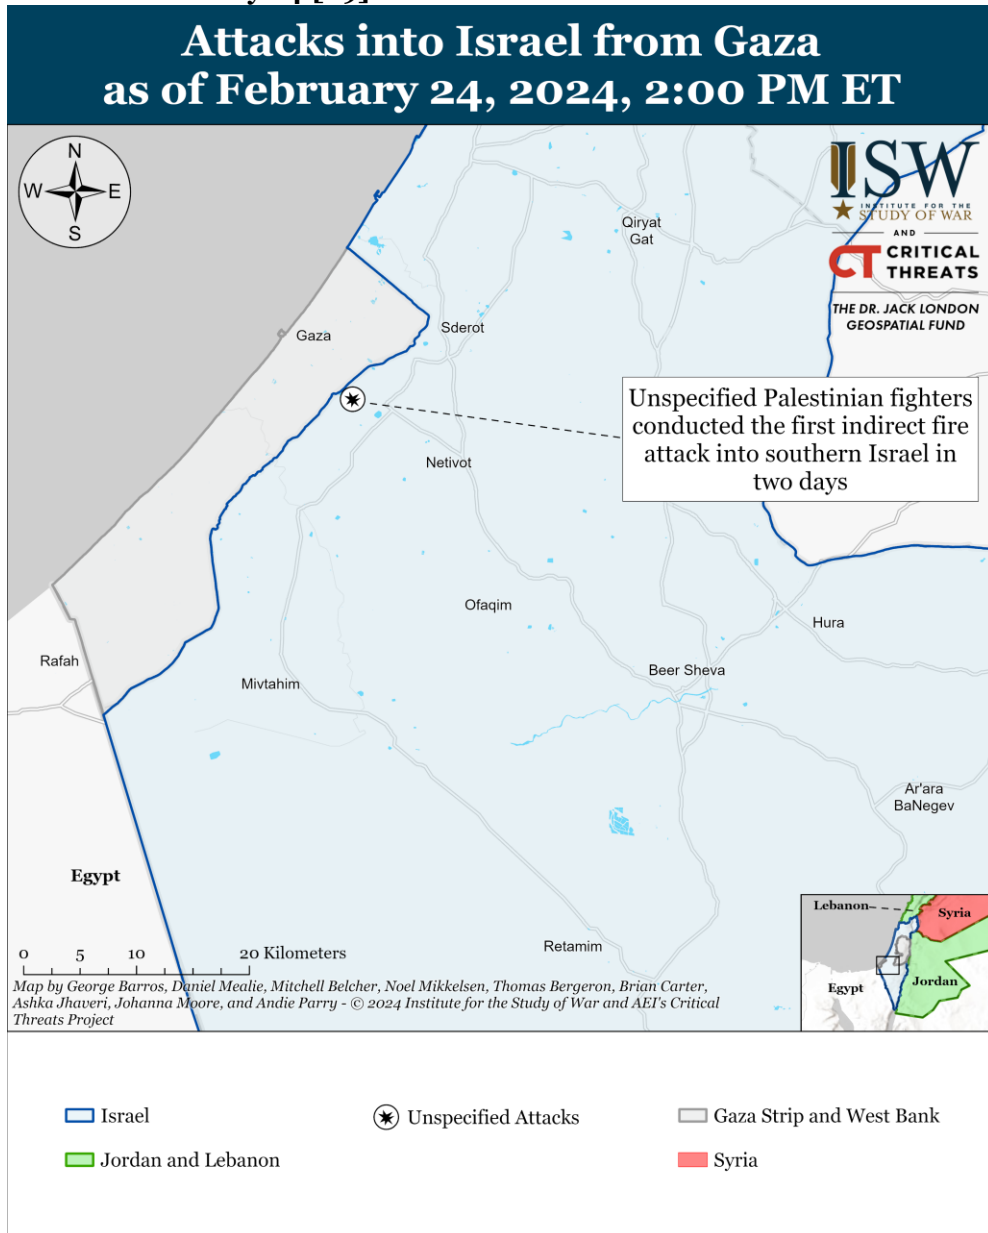 Attacks into Israel from Gaza
as of February 24, 2024, 2:00 PM ET
N
W
E
S
ISW
INSTITUTE FOR THE
STUDY OF WAR
AND
CT CRITICAL
THREATS
THE DR. JACK LONDON
GEOSPATIAL FUND
Qiryat
Gat
Gaza
Sderot
Unspecified Palestinian fighters
conducted the first indirect fire
attack into southern Israel in
two days
Netivot
Ofaqim
Hura
Rafah
Beer Sheva
Mivtahim
Ar'ara
BaNegev
Egypt
Retamim
0 5 10 20 Kilometers
Map by George Barros, Daniel Mealie, Mitchell Belcher, Noel Mikkelsen, Thomas Bergeron, Brian Carter,
Ashka Jhaveri, Johanna Moore, and Andie Parry - © 2024 Institute for the Study of War and AEI's Critical
Threats Project
Lebanon
Syria
Egypt
Jordan
Israel
Unspecified Attacks
Gaza Strip and West Bank
Jordan and Lebanon
Syria